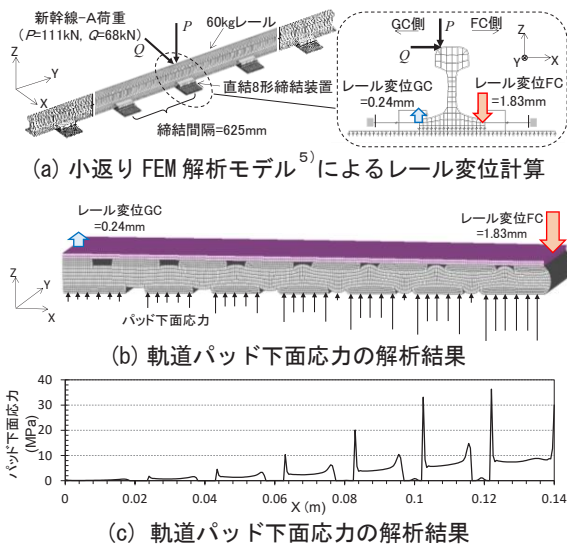 新幹線-A荷重
(P=111kN, Q=68kN)
P
60kgレール
Q
直結8形締結装置
締結間隔=625mm
Z
Y
X
GC側
P
FC側
Q
Z
Y
X
レール変位GC
=0.24mm
レール変位FC
=1.83mm
(a) 小返り FEM 解析モデル5)によるレール変位計算
レール変位GC
=0.24mm
レール変位FC
=1.83mm
Z
Y
X
パッド下面応力
(b) 軌道パッド下面応力の解析結果
パッド下面応力
(MPa)
40
30
20
10
0
0 0.02 0.04 0.06 0.08 0.1 0.12 0.14
X (m)
(c) 軌道パッド下面応力の解析結果